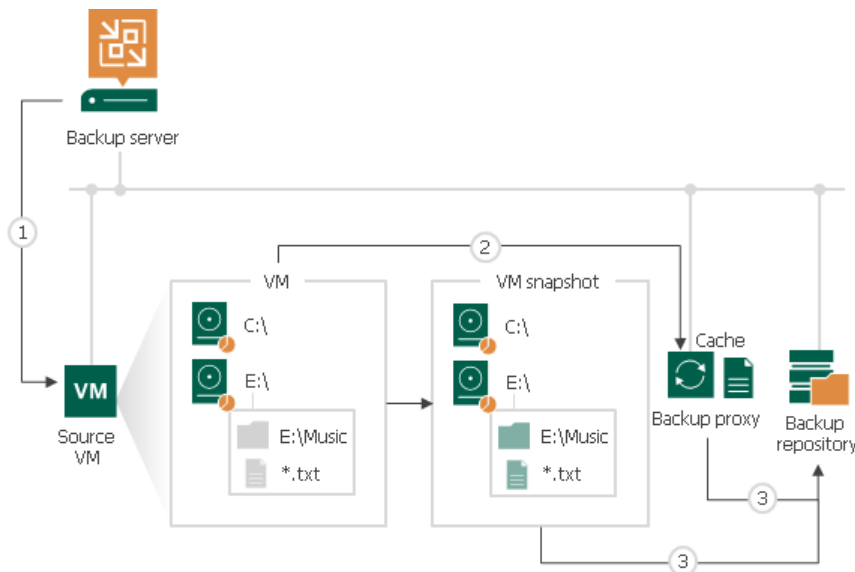 Backup server
1
2
VM
VM snapshot
C:\
C:\
Cache
E:\
E:\
VM
Backup proxy
Backup
repository
Source
VM
E:\Music
*.txt
E:\Music
*.txt
3
3